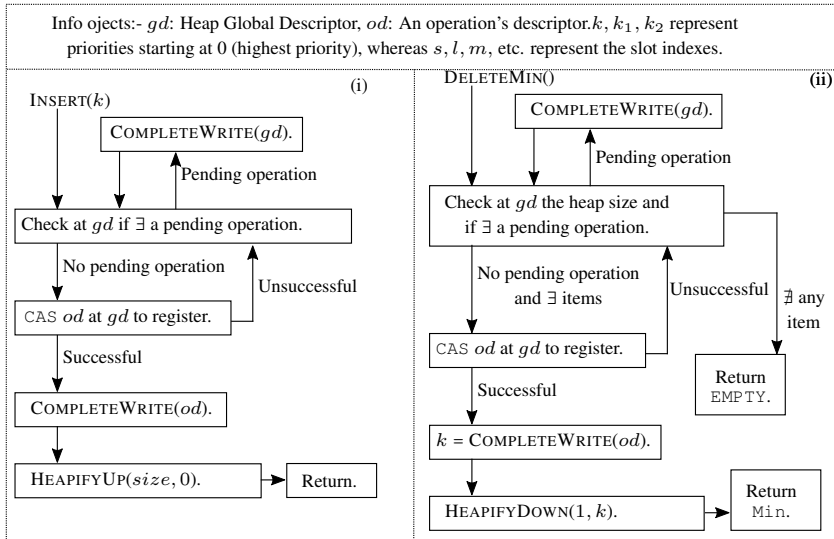 Info ojects:- gd: Heap Global Descriptor, od: An operation's descriptor.k, k₁, k₂ represent
priorities starting at 0 (highest priority), whereas s, l, m, etc. represent the slot indexes.
(i)
INSERT(k)
COMPLETEWRITE(gd).
Pending operation
Check at gd if ∃ a pending operation.
No pending operation
Unsuccessful
CAS od at gd to register.
Successful
COMPLETEWRITE(od).
HEAPIFYUP(size, 0).
Return.
(ii)
DELETEMIN()
COMPLETEWRITE(gd).
Pending operation
Check at gd the heap size and
if ∃ a pending operation.
No pending operation
and ∃ items
Unsuccessful
∄ any
item
CAS od at gd to register.
Return
EMPTY.
Successful
k = COMPLETEWRITE(od).
HEAPIFYDOWN(1, k).
Return
Min.